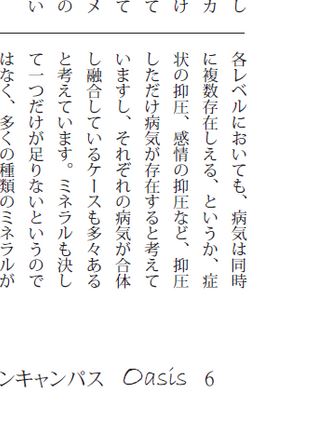 し
カ
け
て
て
メ
の
い
各レベルにおいても、病気は同時
に複数存在しえる、というか、症
状の抑圧、感情の抑圧など、抑圧
しただけ病気が存在すると考えて
いますし、それぞれの病気が合体
し融合しているケースも多々ある
と考えています。ミネラルも決し
て一つだけが足りないというので
はなく、多くの種類のミネラルが
ンキャンパス Oasis 6